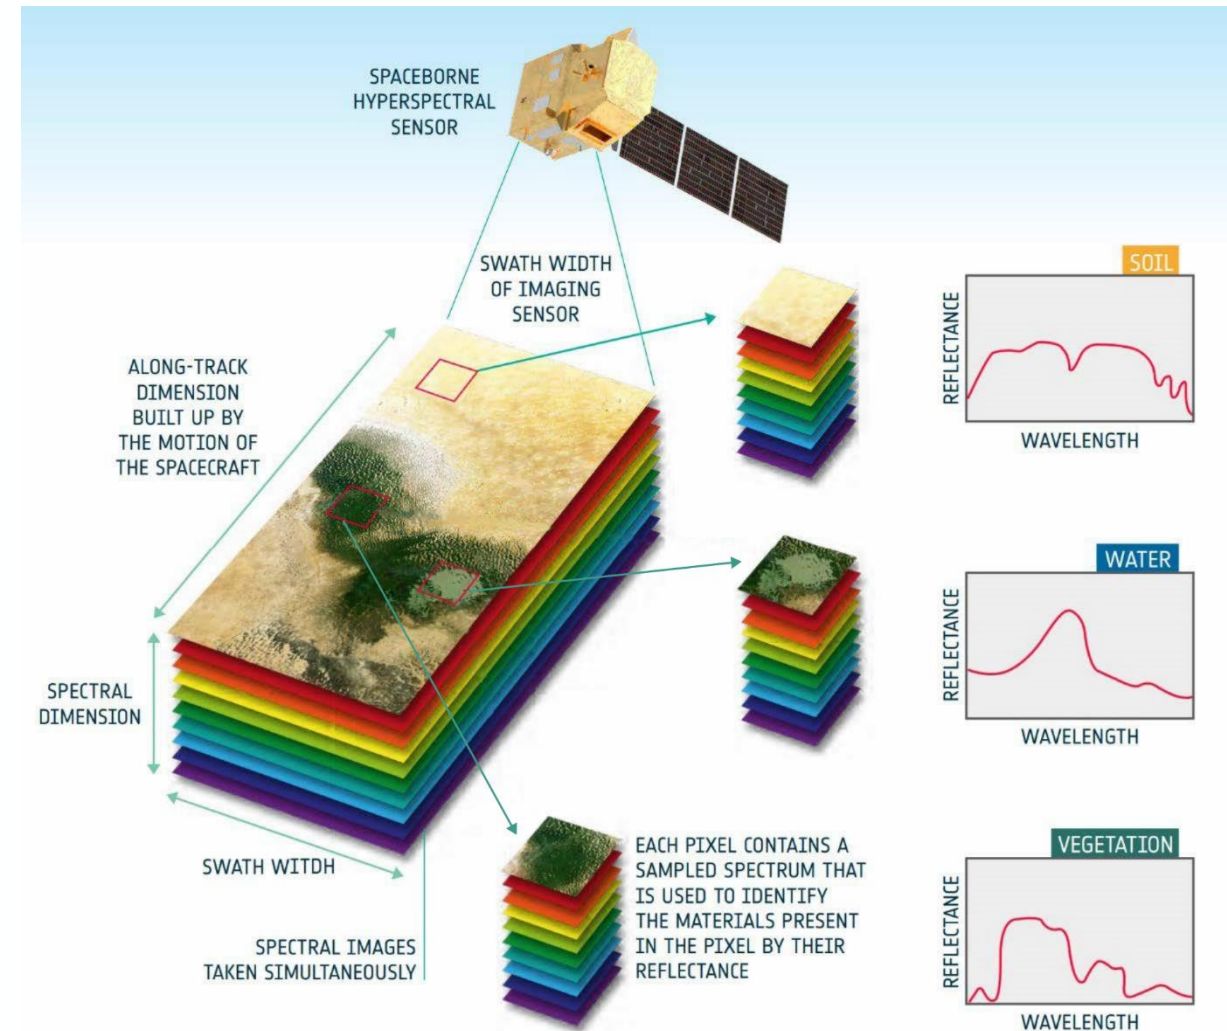 SPACEBORNE
HYPERSPECTRAL
SENSOR
SWATH WIDTH
OF IMAGING
SENSOR
ALONG-TRACK
DIMENSION
BUILT UP BY
THE MOTION OF
THE SPACECRAFT
SPECTRAL
DIMENSION
SWATH WITDH
SPECTRAL IMAGES
TAKEN SIMULTANEOUSLY
EACH PIXEL CONTAINS A
SAMPLED SPECTRUM THAT
IS USED TO IDENTIFY
THE MATERIALS PRESENT
IN THE PIXEL BY THEIR
REFLECTANCE
SOIL
REFLECTANCE
WAVELENGTH
WATER
REFLECTANCE
WAVELENGTH
VEGETATION
REFLECTANCE
WAVELENGTH